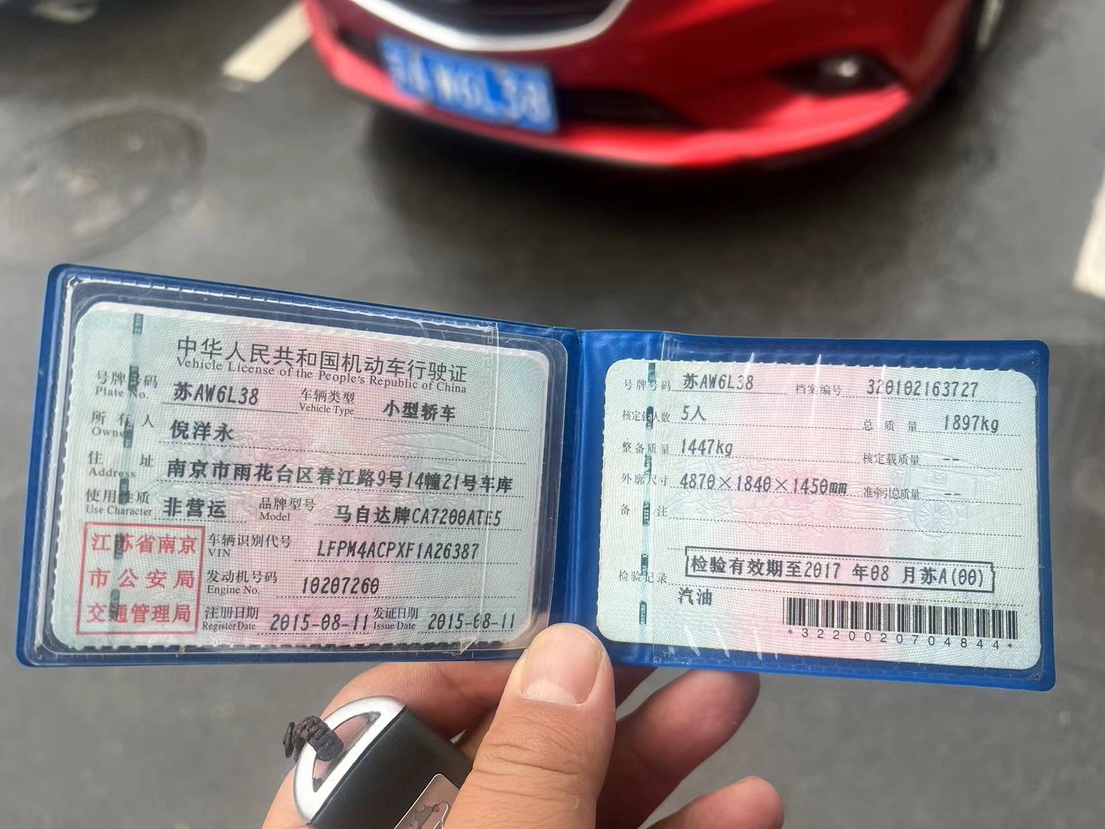 苏A W6L38
中华人民共和国机动车行驶证
Vehicle License of the People's Republic of China
号牌号码 苏AW6L38 车辆类型 小型轿车
Plate No. Vehicle Type
所有人 倪洋永
Owner
住址 南京市雨花台区春江路9号14幢21号车库
Address
使用性质 非营运 品牌型号 马自达牌CA7200ATE5
Use Character Model
江苏省南京
市公安局
交通管理局
车辆识别代号 LFPM4ACPXF1A26387
VIN
发动机号码 10207260
Engine No.
注册日期 2015-08-11 发证日期 2015-08-11
Register Date Issue Date
号牌号码 苏AW6L38 档案编号 320102163727
核定载人数 5人 总质量 1897kg
整备质量 1447kg 核定载质量 --
外廓尺寸 4870×1840×1450mm 准牵引总质量 --
备注
检验记录 检验有效期至2017 年08 月苏A(00)
汽油
*3220020704844*